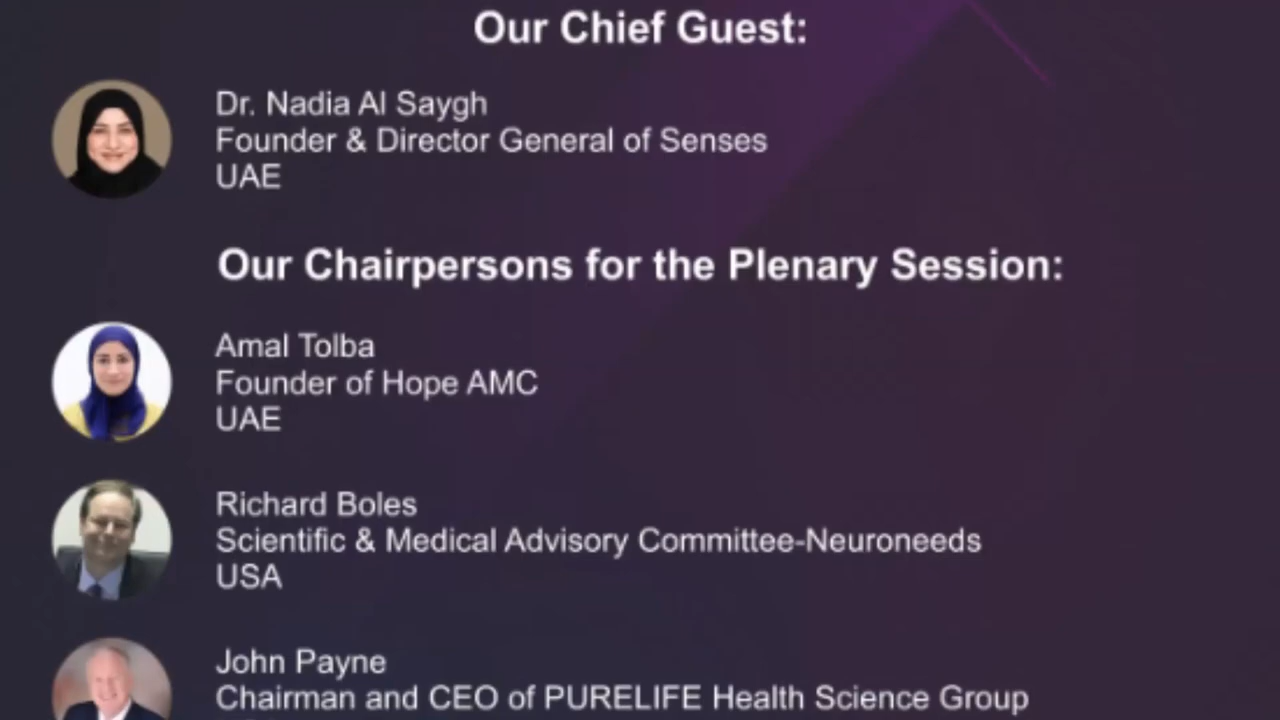 Our Chief Guest:
Dr. Nadia Al Saygh
Founder & Director General of Senses
UAE
Our Chairpersons for the Plenary Session:
Amal Tolba
Founder of Hope AMC
UAE
Richard Boles
Scientific & Medical Advisory Committee-Neuroneeds
USA
John Payne
Chairman and CEO of PURELIFE Health Science Group